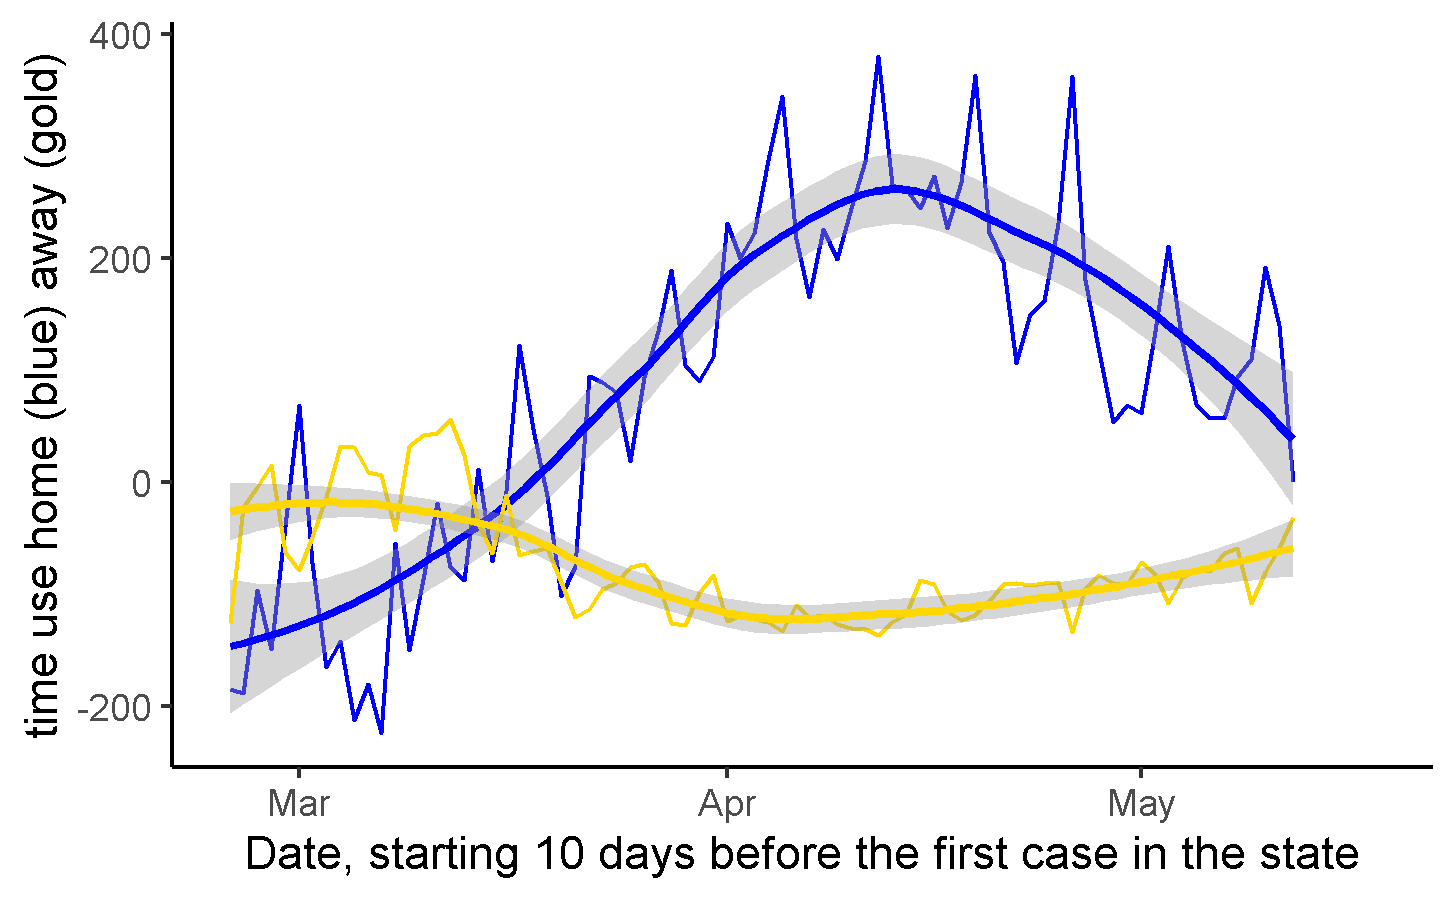 time use home (blue) away (gold)
400
200
0
-200
Mar
Apr
May
Date, starting 10 days before the first case in the state